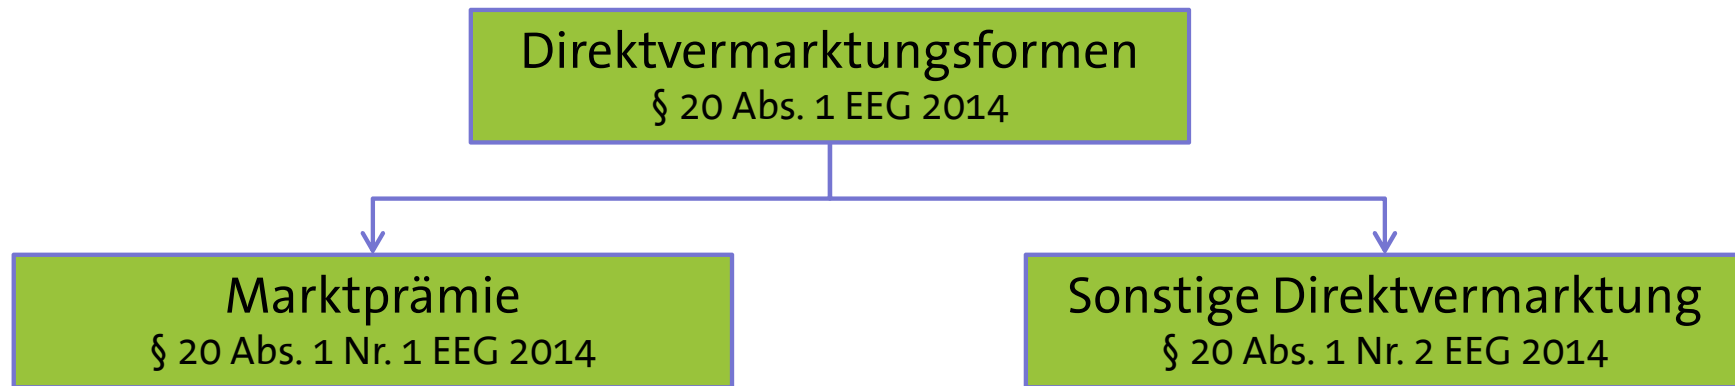 Direktvermarktungsformen
§ 20 Abs. 1 EEG 2014
Marktprämie
§ 20 Abs. 1 Nr. 1 EEG 2014
Sonstige Direktvermarktung
§ 20 Abs. 1 Nr. 2 EEG 2014